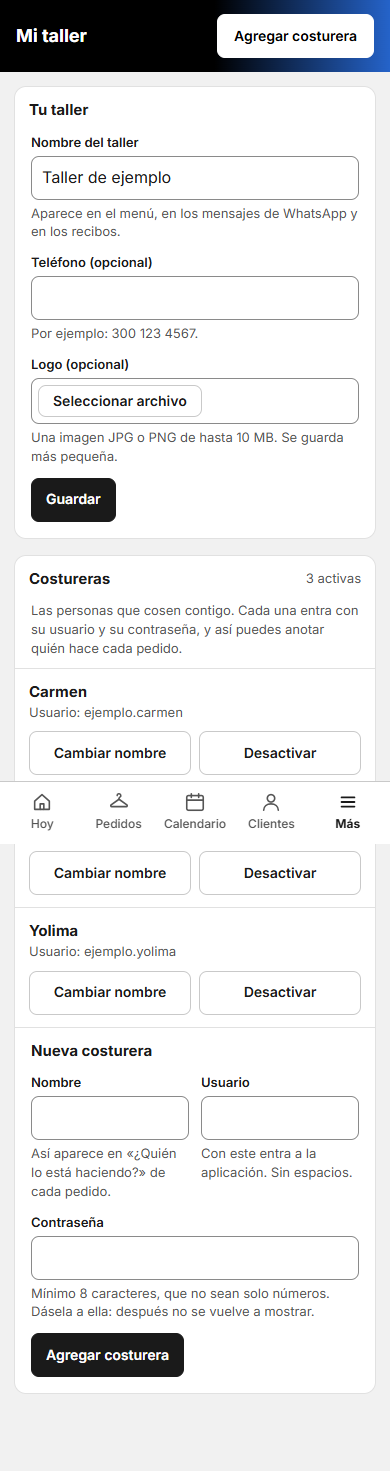 Mi taller
Agregar costurera
Tu taller
Nombre del taller
Taller de ejemplo
Aparece en el menú, en los mensajes de WhatsApp y
en los recibos.
Teléfono (opcional)
Por ejemplo: 300 123 4567.
Logo (opcional)
Seleccionar archivo
Una imagen JPG o PNG de hasta 10 MB. Se guarda
más pequeña.
Guardar
Costureras
3 activas
Las personas que cosen contigo. Cada una entra con
su usuario y su contraseña, y así puedes anotar
quién hace cada pedido.
Carmen
Usuario: ejemplo.carmen
Cambiar nombre
Desactivar
Hoy
Pedidos
Calendario
Clientes
Más
Cambiar nombre
Desactivar
Yolima
Usuario: ejemplo.yolima
Cambiar nombre
Desactivar
Nueva costurera
Nombre
Así aparece en «¿Quién
lo está haciendo?» de
cada pedido.
Usuario
Con este entra a la
aplicación. Sin espacios.
Contraseña
Mínimo 8 caracteres, que no sean solo números.
Dásela a ella: después no se vuelve a mostrar.
Agregar costurera